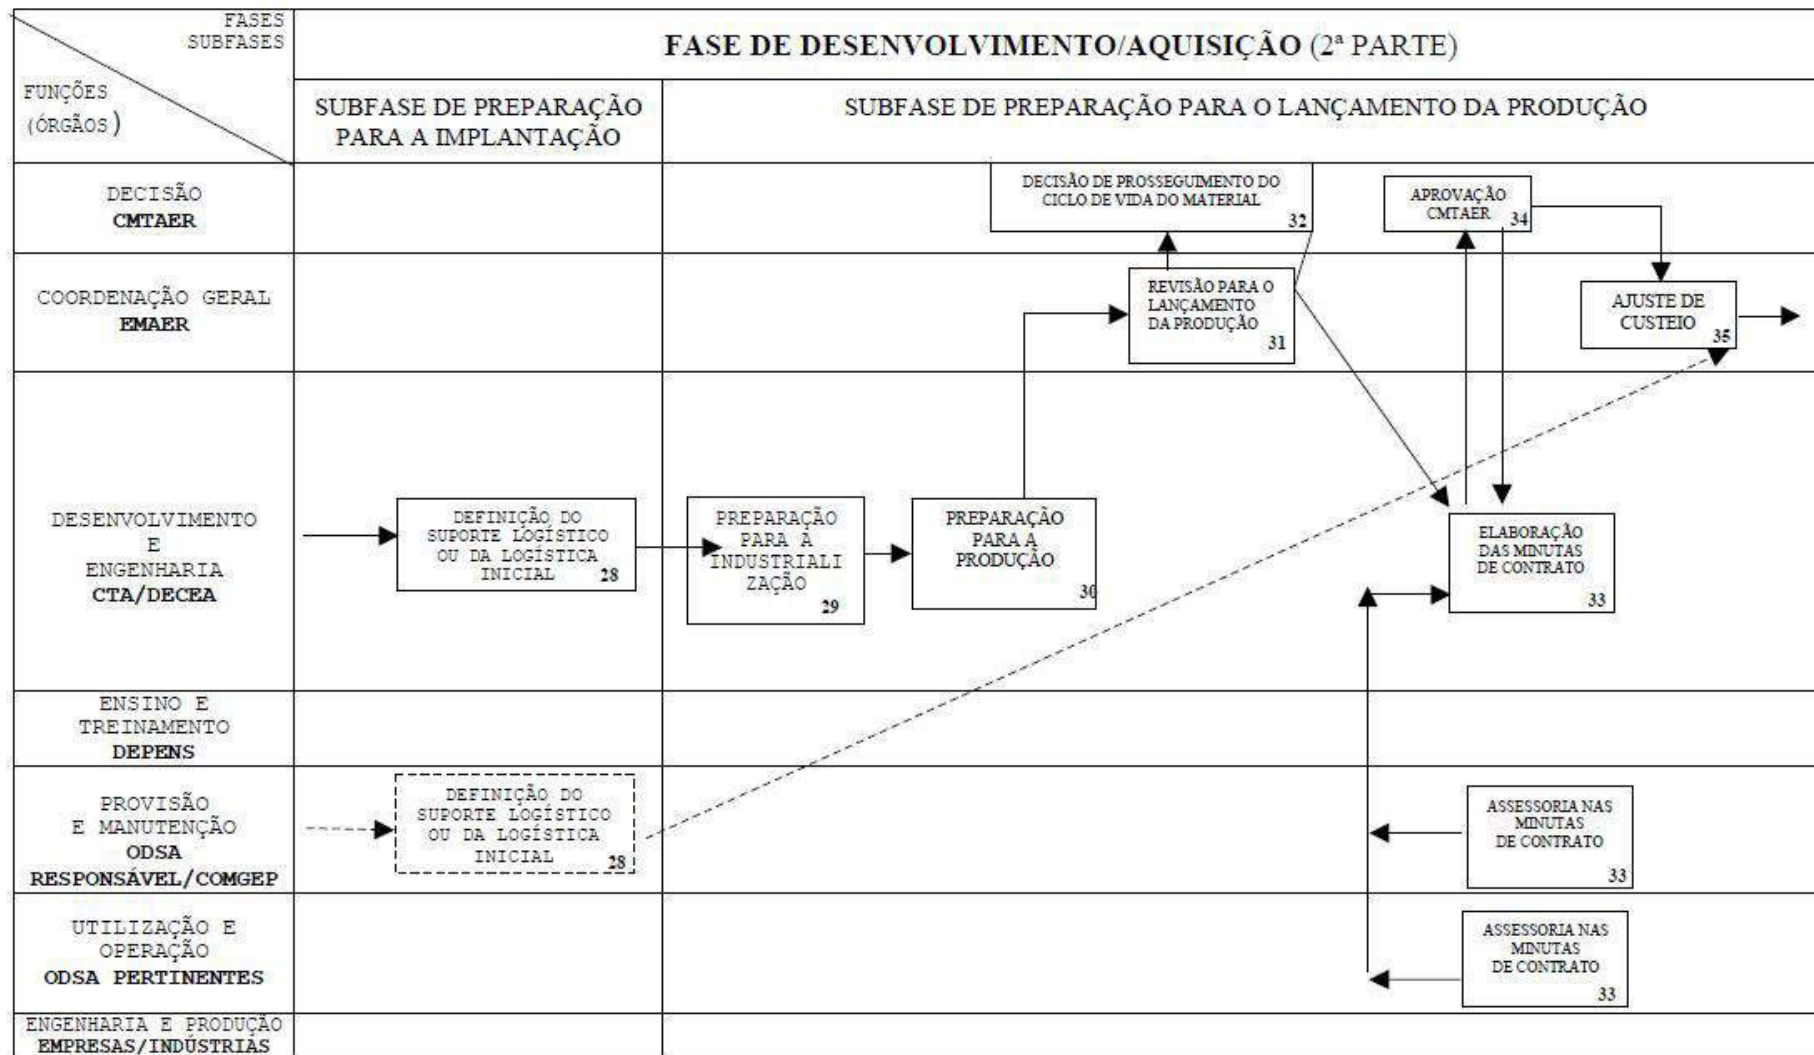 FASES
SUBFASES
FUNÇÕES
(ÓRGÃOS)
FASE DE DESENVOLVIMENTO/AQUISIÇÃO (2ª PARTE)
SUBFASE DE PREPARAÇÃO
PARA A IMPLANTAÇÃO
SUBFASE DE PREPARAÇÃO PARA O LANÇAMENTO DA PRODUÇÃO
DECISÃO
CMTAER
DECISÃO DE PROSSEGUIMENTO DO
CICLO DE VIDA DO MATERIAL
32
APROVAÇÃO
CMTAER
34
COORDENAÇÃO GERAL
EMAER
REVISÃO PARA O
LANÇAMENTO
DA PRODUÇÃO
31
AJUSTE DE
CUSTEIO
35
DESENVOLVIMENTO
E
ENGENHARIA
CTA/DECEA
DEFINIÇÃO DO
SUPORTE LOGÍSTICO
OU DA LOGÍSTICA
INICIAL
28
PREPARAÇÃO
PARA A
INDUSTRIALI
ZAÇÃO
29
PREPARAÇÃO
PARA A
PRODUÇÃO
30
ELABORAÇÃO
DAS MINUTAS
DE CONTRATO
33
ENSINO E
TREINAMENTO
DEPENS
PROVISÃO
E MANUTENÇÃO
ODSA
RESPONSÁVEL/COMGEP
DEFINIÇÃO DO
SUPORTE LOGÍSTICO
OU DA LOGÍSTICA
INICIAL
28
ASSESSORIA NAS
MINUTAS
DE CONTRATO
33
UTILIZAÇÃO E
OPERAÇÃO
ODSA PERTINENTES
ASSESSORIA NAS
MINUTAS
DE CONTRATO
33
ENGENHARIA E PRODUÇÃO
EMPRESAS/INDÚSTRIAS